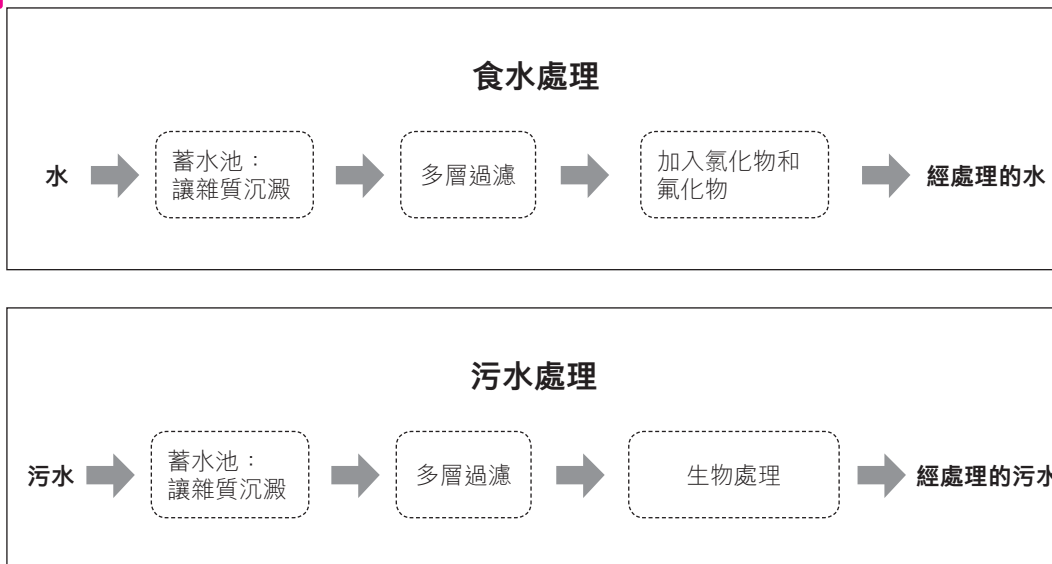 食水處理
水
蓄水池：
讓雜質沉澱
多層過濾
加入氯化物和
氟化物
經處理的水
污水處理
污水
蓄水池：
讓雜質沉澱
多層過濾
生物處理
經處理的污水